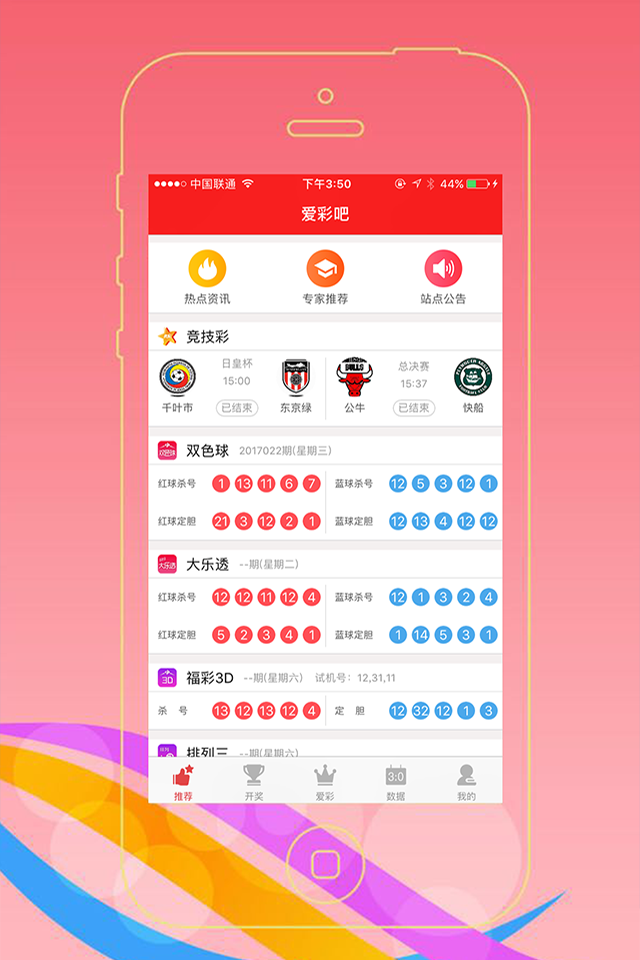 中国联通 下午3:50 44%
爱彩吧
热点资讯 专家推荐 站点公告
竞技彩
日皇杯 总决赛
15:00 15:37
千叶市 已结束 东京绿 公牛 已结束 快船
BULLS
双色球 双色球 2017022期(星期三)
红球杀号 1 13 11 6 7 蓝球杀号 12 5 3 12 1
红球定胆 21 3 12 2 1 蓝球定胆 12 13 4 12 12
大乐透 大乐透 --期(星期二)
红球杀号 12 12 11 12 4 蓝球杀号 12 1 3 2 4
红球定胆 5 2 3 4 1 蓝球定胆 1 14 5 3 1
3D 福彩3D --期(星期六) 试机号：12,31,11
杀 号 13 12 13 12 4 定 胆 12 32 12 1 3
排列三 --期(星期二)
3:0
推荐 开奖 爱彩 数据 我的